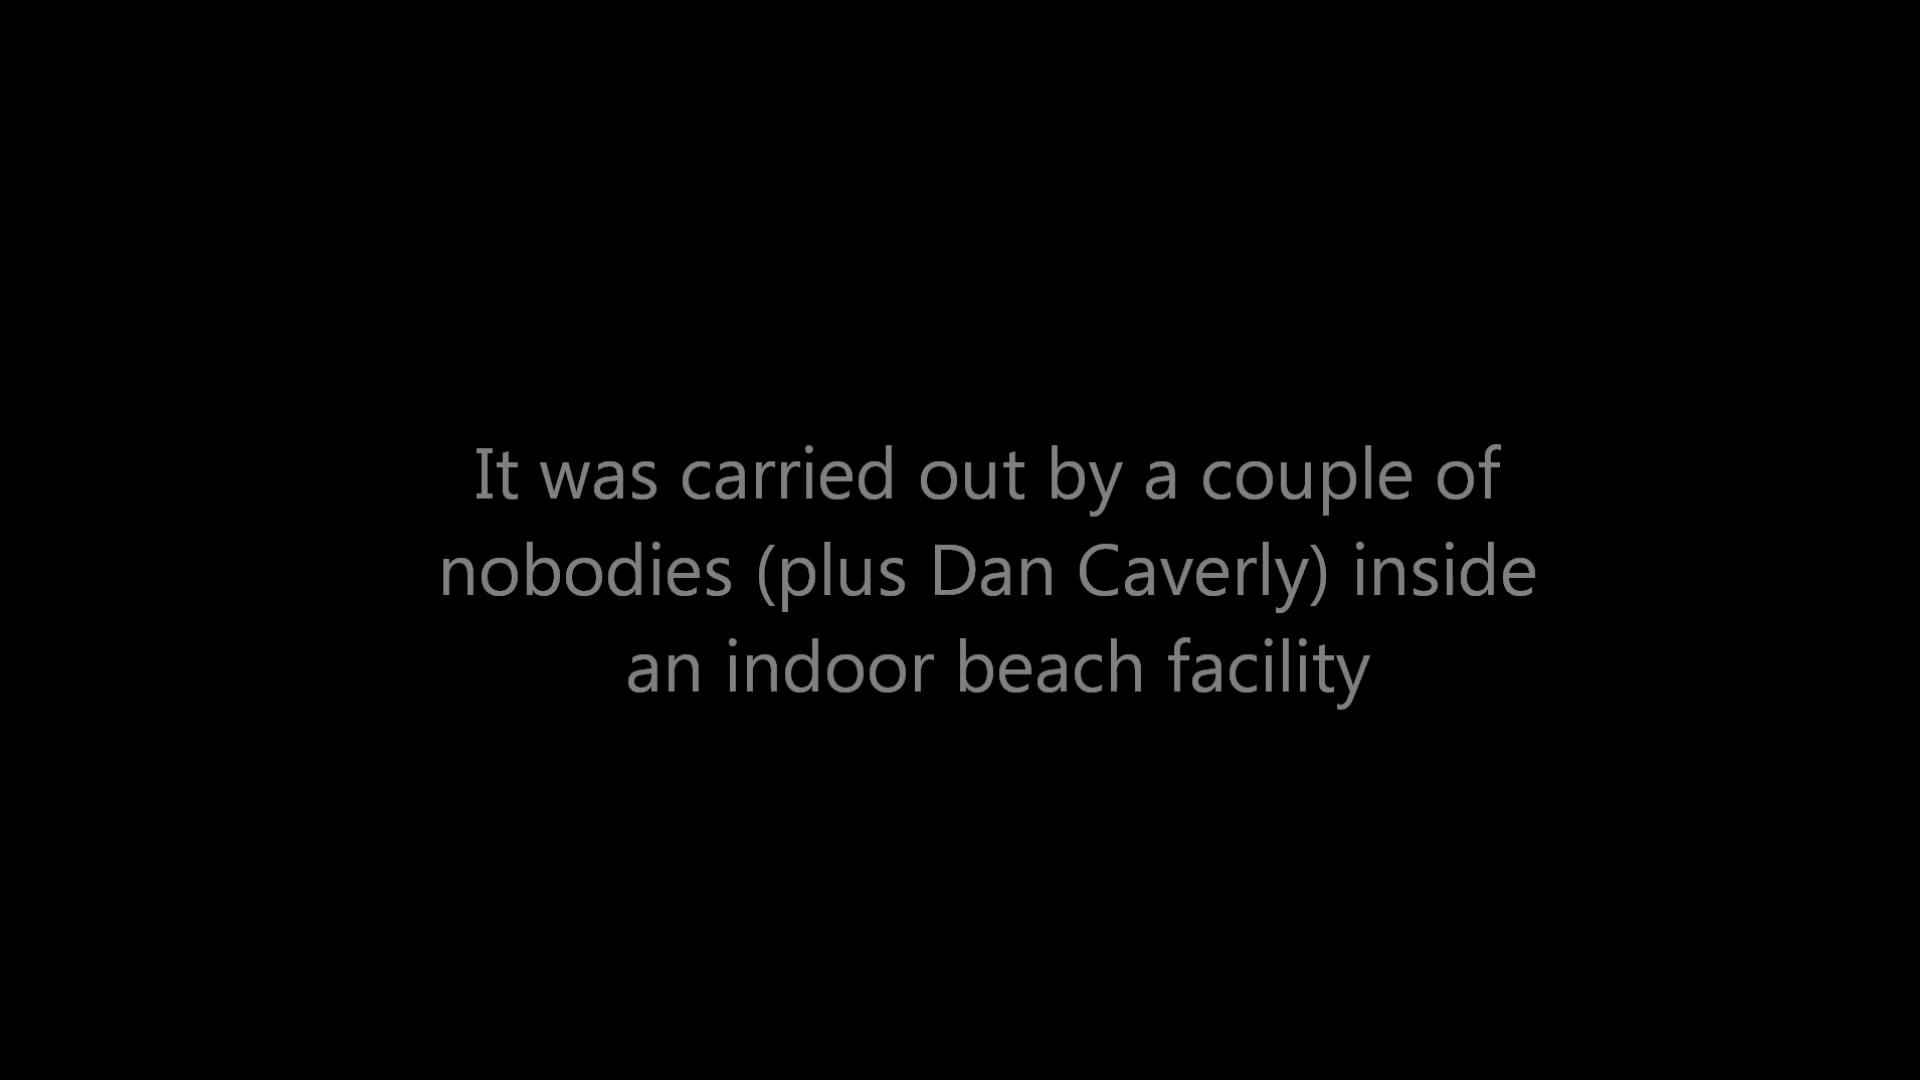 It was carried out by a couple of
nobodies (plus Dan Caverly) inside
an indoor beach facility